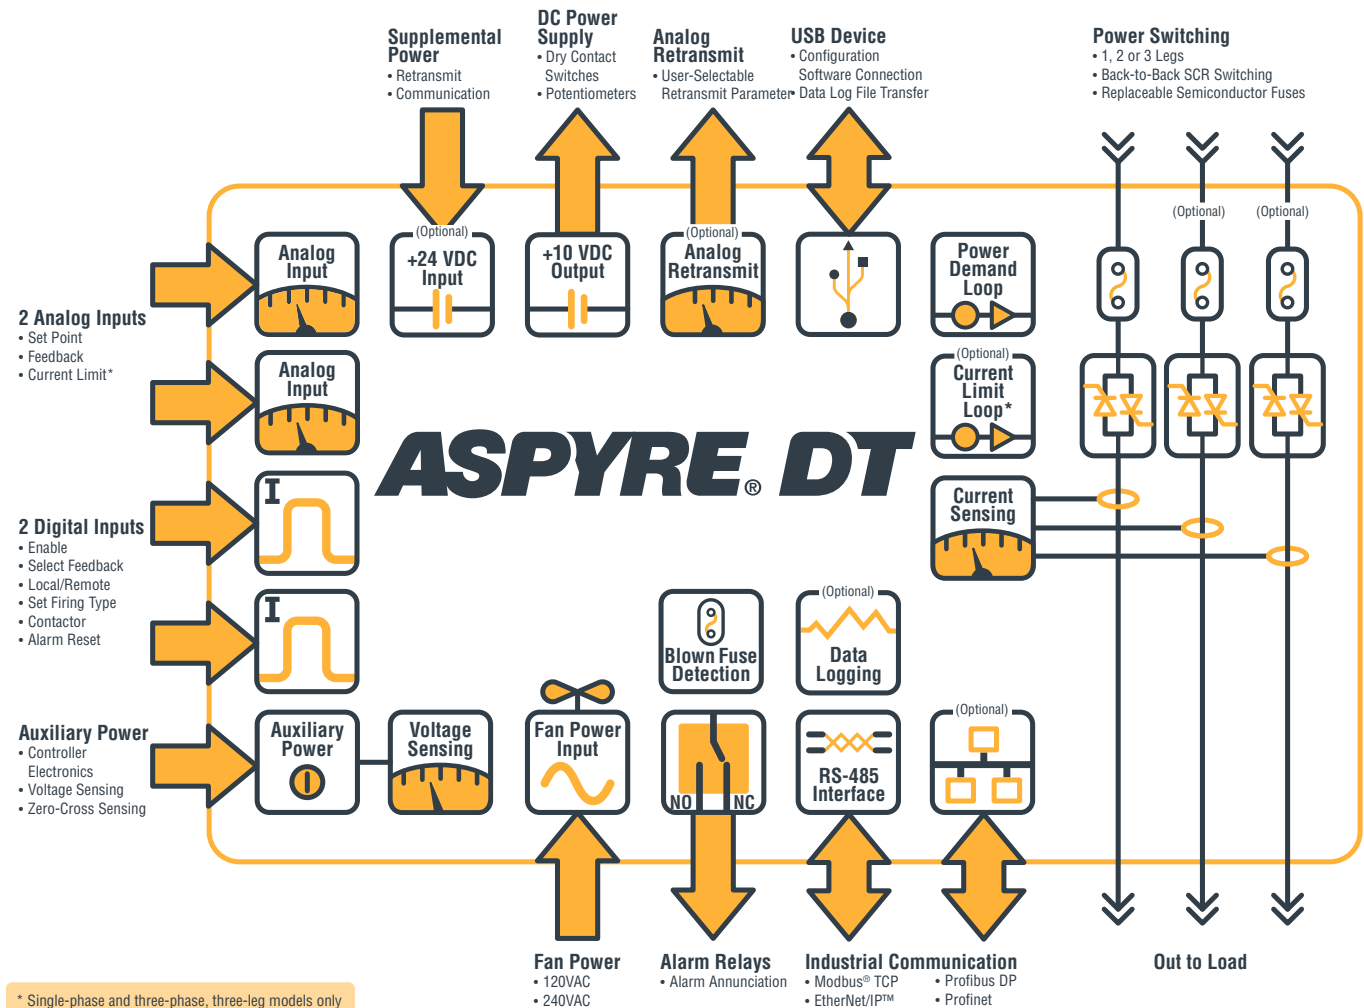 Supplemental
Power
• Retransmit
• Communication
DC Power
Supply
• Dry Contact
Switches
• Potentiometers
Analog
Retransmit
• User-Selectable
Retransmit Parameter
USB Device
• Configuration
Software Connection
• Data Log File Transfer
Power Switching
• 1, 2 or 3 Legs
• Back-to-Back SCR Switching
• Replaceable Semiconductor Fuses
2 Analog Inputs
• Set Point
• Feedback
• Current Limit*
2 Digital Inputs
• Enable
• Select Feedback
• Local/Remote
• Set Firing Type
• Contactor
• Alarm Reset
Auxiliary Power
• Controller
Electronics
• Voltage Sensing
• Zero-Cross Sensing
Analog
Input
(Optional)
+24 VDC
Input
+10 VDC
Output
(Optional)
Analog
Retransmit
Power
Demand
Loop
(Optional)
(Optional)
Analog
Input
(Optional)
Current
Limit
Loop*
ASPYRE® DT
Current
Sensing
Blown Fuse
Detection
(Optional)
Data
Logging
Auxiliary
Power
Voltage
Sensing
Fan Power
Input
NO
NC
RS-485
Interface
(Optional)
Fan Power
• 120VAC
• 240VAC
Alarm Relays
• Alarm Annunciation
Industrial Communication
• Modbus® TCP
• EtherNet/IP™
• Profibus DP
• Profinet
Out to Load
* Single-phase and three-phase, three-leg models only